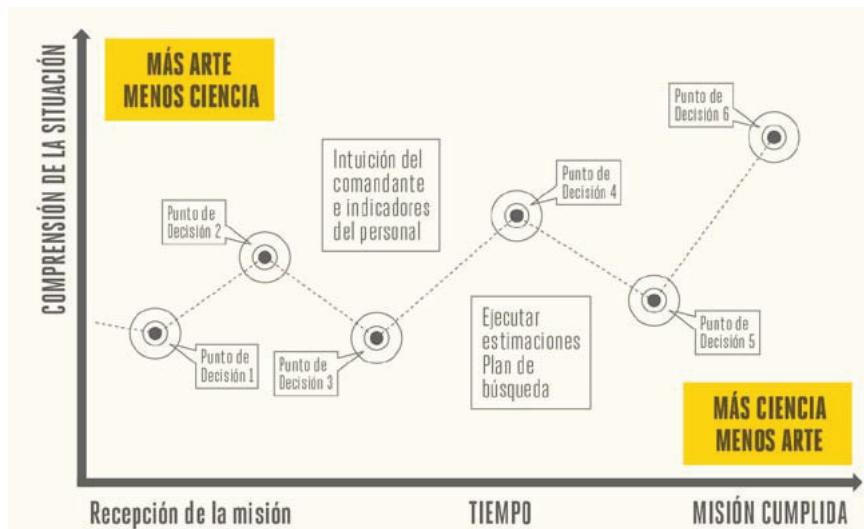 COMPRENSIÓN DE LA SITUACIÓN
MÁS ARTE
MENOS CIENCIA
Punto de
Decisión 1
Punto de
Decisión 2
Punto de
Decisión 3
Intuición del
comandante
e indicadores
del personal
Punto de
Decisión 4
Ejecutar
estimaciones
Plan de
búsqueda
Punto de
Decisión 5
Punto de
Decisión 6
MÁS CIENCIA
MENOS ARTE
Recepción de la misión
TIEMPO
MISIÓN CUMPLIDA